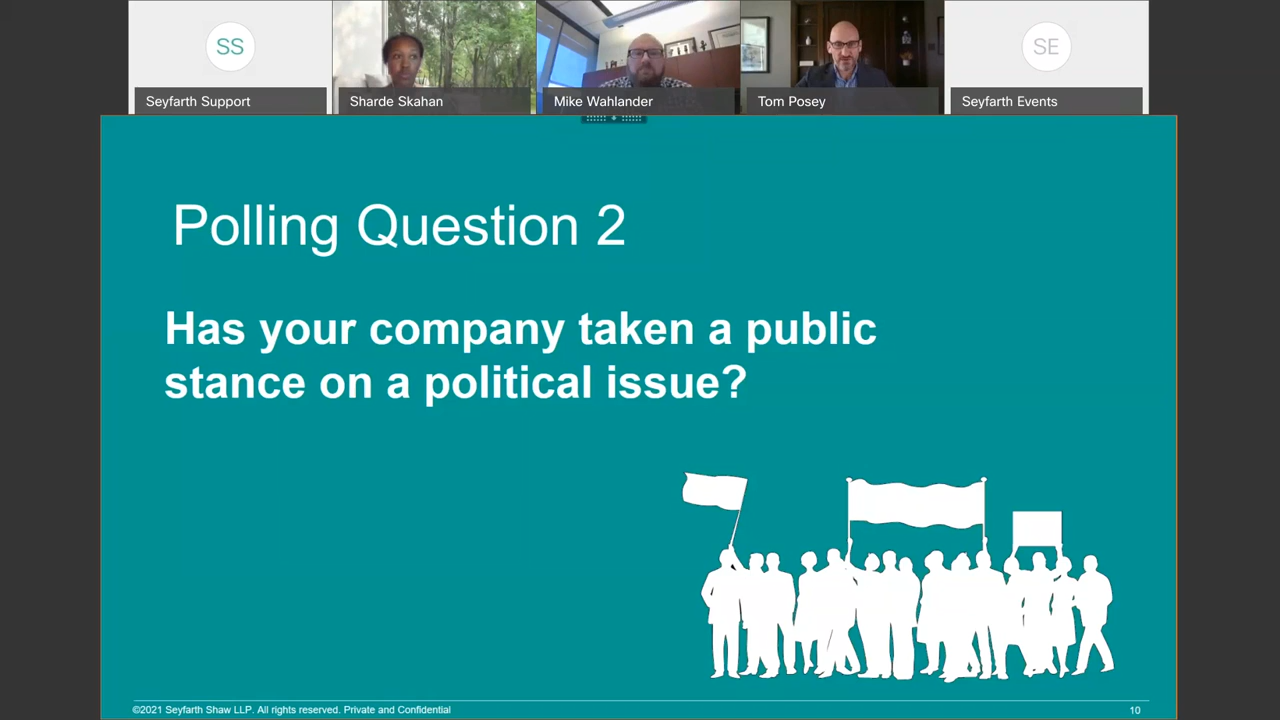 SS
SE
Seyfarth Support
Sharde Skahan
Mike Wahlander
Tom Posey
Seyfarth Events
Polling Question 2
Has your company taken a public
stance on a political issue?
©2021 Seyfarth Shaw LLP. All rights reserved. Private and Confidential
10